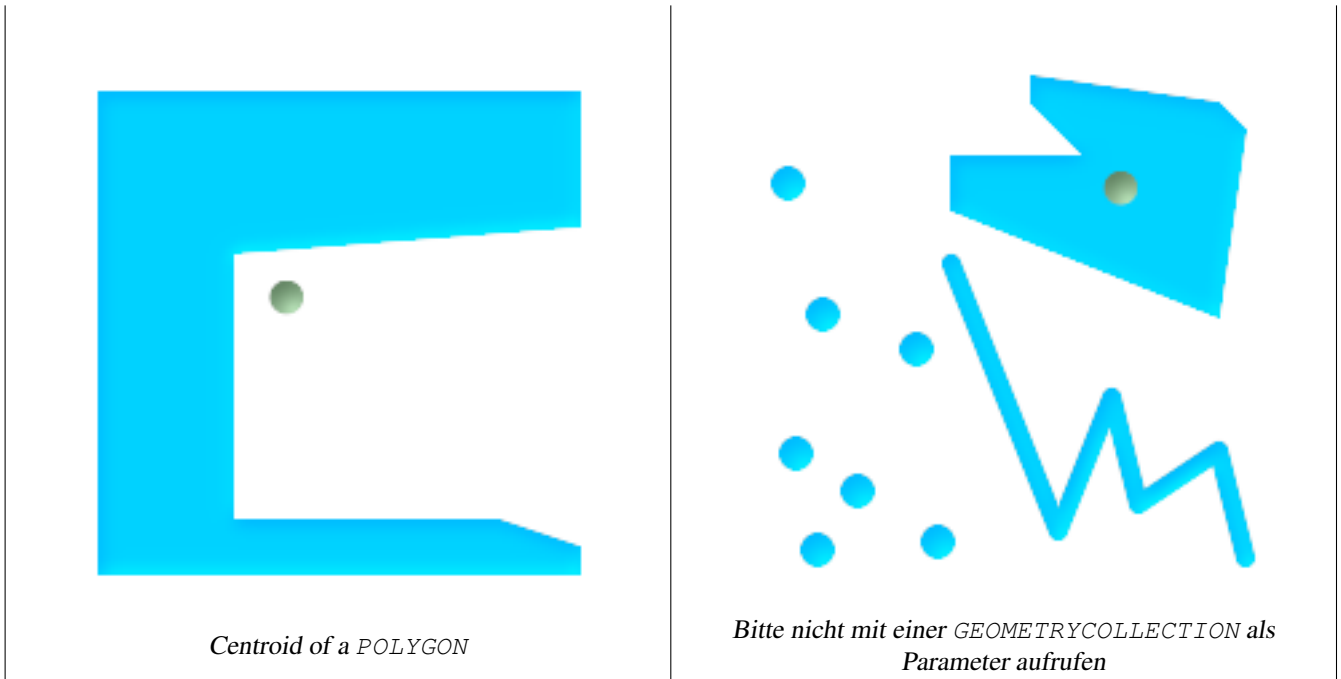 Centroid of a POLYGON
Bitte nicht mit einer GEOMETRYCOLLECTION als
Parameter aufrufen